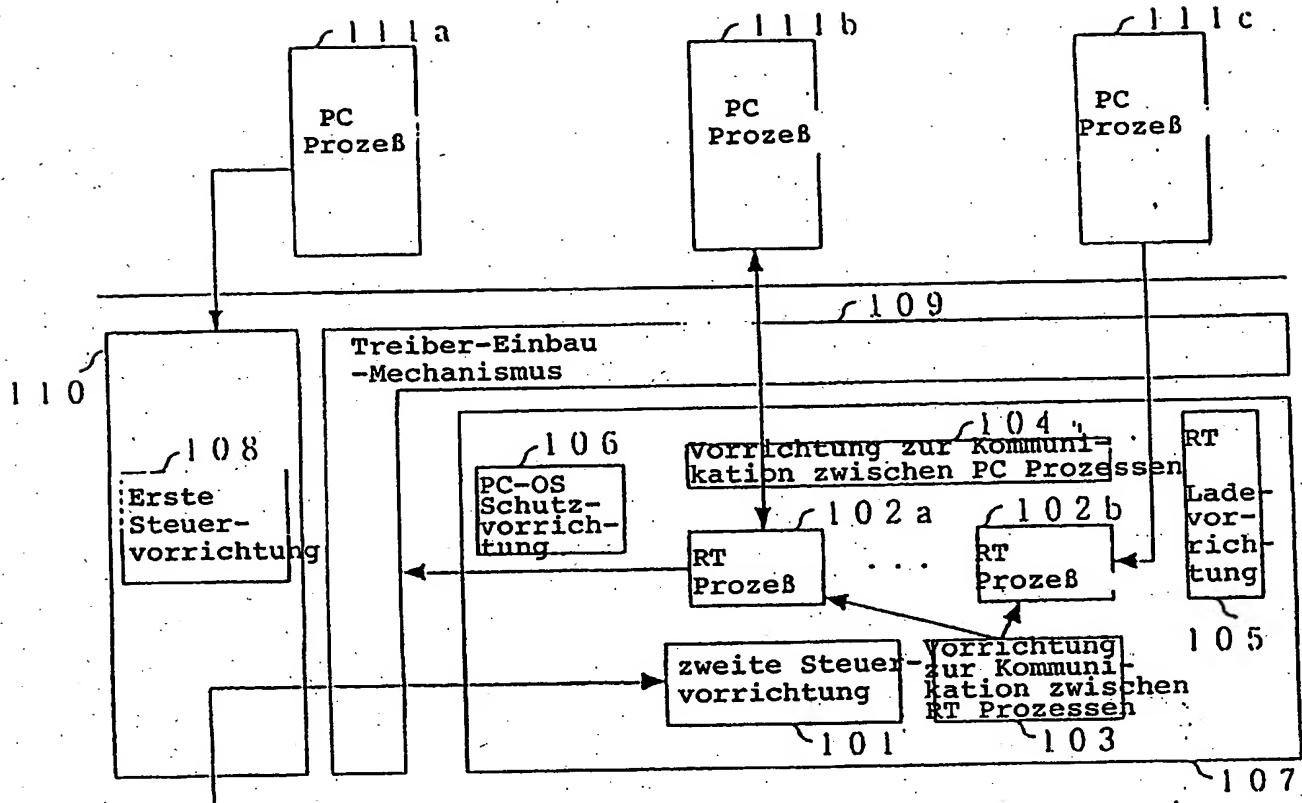 111a
111b
111c
PC
Prozeß
PC
Prozeß
PC
Prozeß
109
110
Treiber-Einbau
-Mechanismus
108
Erste
Steuer-
vorrichtung
106
PC-OS
Schutz-
vorrich-
tung
104
Vorrichtung zur Kommuni-
kation zwischen PC Prozessen
RT
Lade-
vor-
rich-
tung
105
102a
RT
Prozeß
. . .
102b
RT
Prozeß
zweite Steuer-
vorrichtung
101
Vorrichtung
zur Kommuni-
kation zwischen
RT Prozessen
103
107